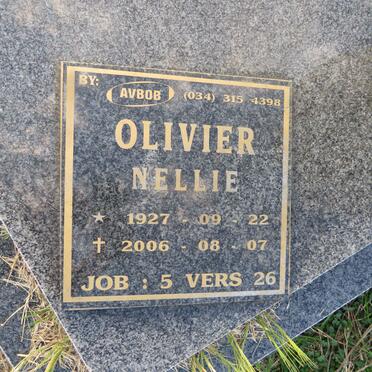 BY: AVBOB (034) 315 4398
OLIVIER
NELLIE
★ 1927 - 09 - 22
✝ 2006 - 08 - 07
JOB : 5 VERS 26